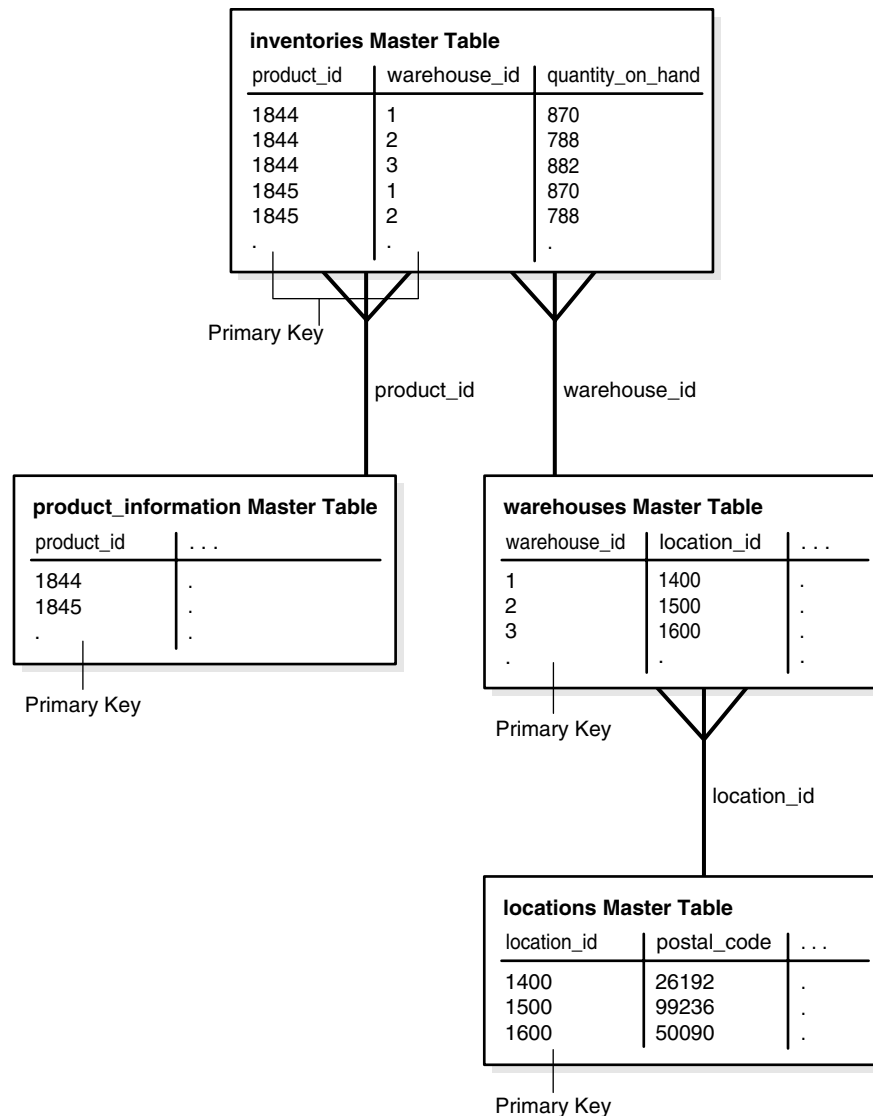 inventories Master Table
product_id warehouse_id quantity_on_hand
1844 1 870
1844 2 788
1844 3 882
1845 1 870
1845 2 788
. . .
Primary Key
product_id
warehouse_id
product_information Master Table
product_id . . .
1844 .
1845 .
. .
Primary Key
warehouses Master Table
warehouse_id location_id . . .
1 1400 .
2 1500 .
3 1600 .
. . .
Primary Key
location_id
locations Master Table
location_id postal_code . . .
1400 26192 .
1500 99236 .
1600 50090 .
Primary Key